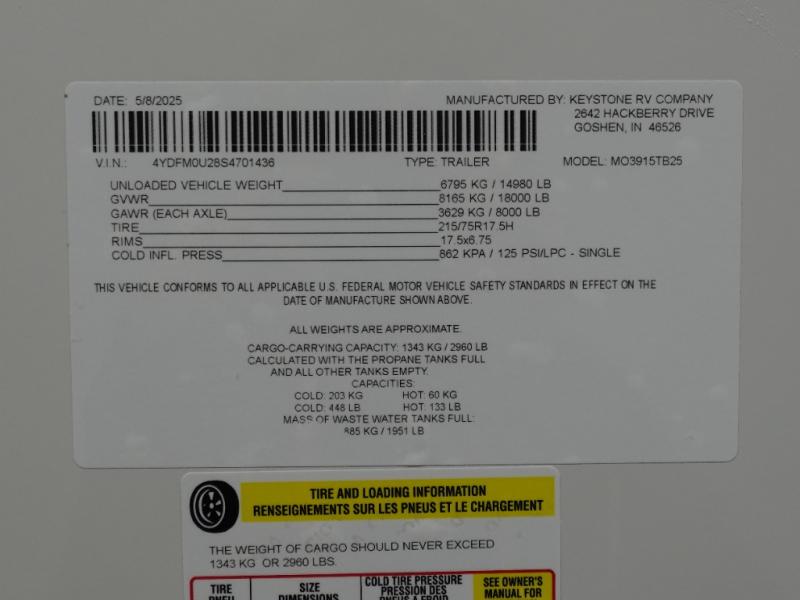 DATE: 5/8/2025
MANUFACTURED BY: KEYSTONE RV COMPANY
2642 HACKBERRY DRIVE
GOSHEN, IN 46526
V.I.N.: 4YDFM0U28S4701436 TYPE: TRAILER MODEL: MO3915TB25
UNLOADED VEHICLE WEIGHT 6795 KG / 14980 LB
GVWR 8165 KG / 18000 LB
GAWR (EACH AXLE) 3629 KG / 8000 LB
TIRE 215/75R17.5H
RIMS 17.5x6.75
COLD INFL. PRESS 862 KPA / 125 PSI/LPC - SINGLE
THIS VEHICLE CONFORMS TO ALL APPLICABLE U.S. FEDERAL MOTOR VEHICLE SAFETY STANDARDS IN EFFECT ON THE
DATE OF MANUFACTURE SHOWN ABOVE.
ALL WEIGHTS ARE APPROXIMATE.
CARGO-CARRYING CAPACITY: 1343 KG / 2960 LB
CALCULATED WITH THE PROPANE TANKS FULL
AND ALL OTHER TANKS EMPTY.
CAPACITIES:
COLD: 203 KG HOT: 60 KG
COLD: 448 LB HOT: 133 LB
MASS OF WASTE WATER TANKS FULL:
885 KG / 1951 LB
TIRE AND LOADING INFORMATION
RENSEIGNEMENTS SUR LES PNEUS ET LE CHARGEMENT
THE WEIGHT OF CARGO SHOULD NEVER EXCEED
1343 KG OR 2960 LBS.
TIRE SIZE COLD TIRE PRESSURE SEE OWNER'S
PNEU DIMENSIONS PRESSION DES MANUAL FOR
PNEUS A FROID